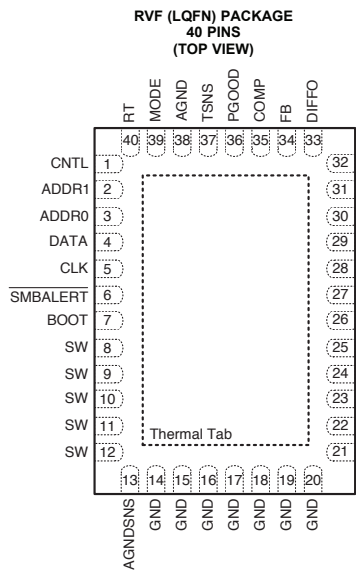 RVF (LQFN) PACKAGE
40 PINS
(TOP VIEW)
RT MODE AGND TSNS PGOOD COMP FB DIFFO
40 39 38 37 36 35 34 33
CNTL 1 32
ADDR1 2 31
ADDR0 3 30
DATA 4 29
CLK 5 28
SMBALERT 6 27
BOOT 7 26
SW 8 25
SW 9 24
SW 10 23
SW 11 22
SW 12 21
Thermal Tab
13 14 15 16 17 18 19 20
AGNDSNS GND GND GND GND GND GND GND